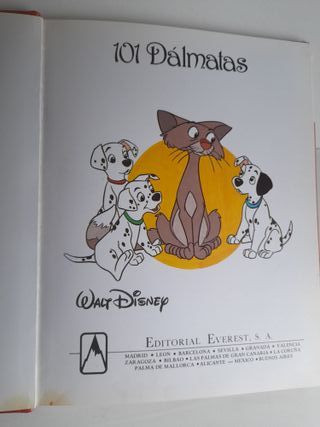 101 Dálmatas
WALT DISNEY
EDITORIAL EVEREST, S. A.
MADRID • LEON • BARCELONA • SEVILLA • GRANADA • VALENCIA
ZARAGOZA • BILBAO • LAS PALMAS DE GRAN CANARIA • LA CORUÑA
PALMA DE MALLORCA • ALICANTE — MEXICO • BUENOS AIRES